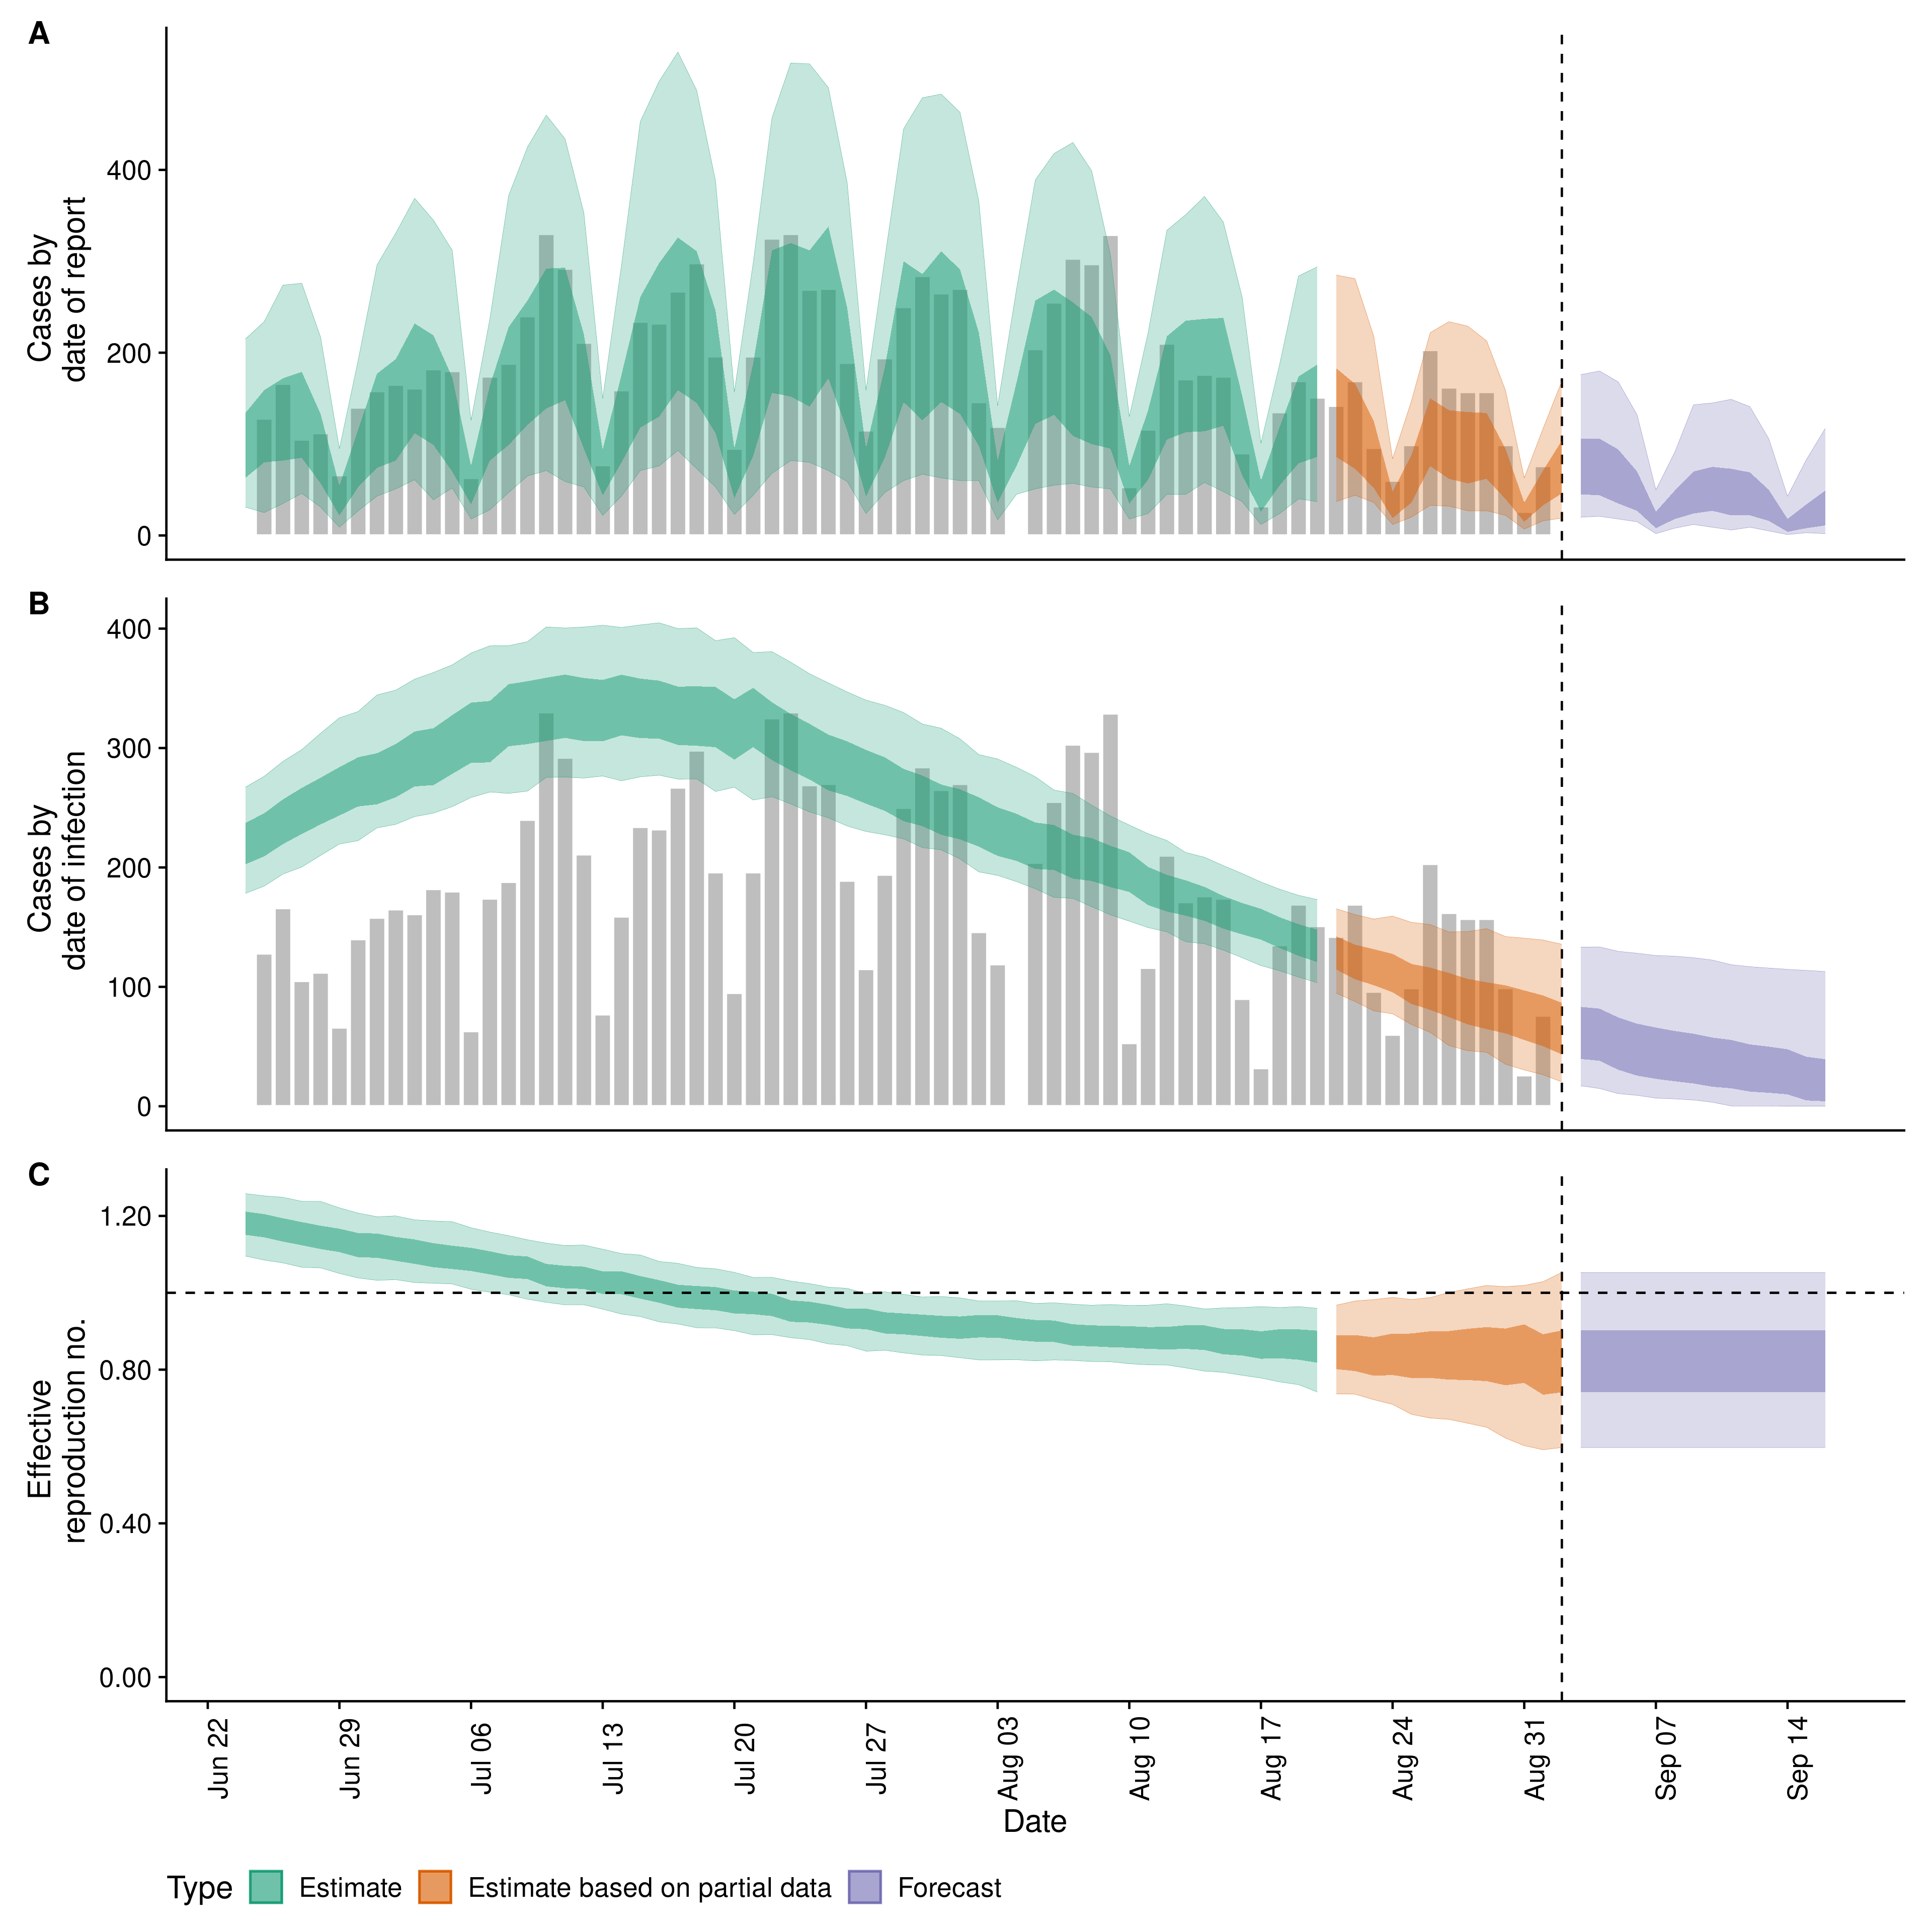 A
Cases by
date of report
400
200
0
B
Cases by
date of infection
400
300
200
100
0
C
Effective
reproduction no.
1.20
0.80
0.40
0.00
Jun 22
Jun 29
Jul 06
Jul 13
Jul 20
Jul 27
Aug 03
Aug 10
Aug 17
Aug 24
Aug 31
Sep 07
Sep 14
Date
Type Estimate Estimate based on partial data Forecast